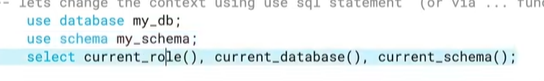 -- lets change the context using use sql statement (or via ... func
use database my_db;
use schema my_schema;
select current_role(), current_database(), current_schema();